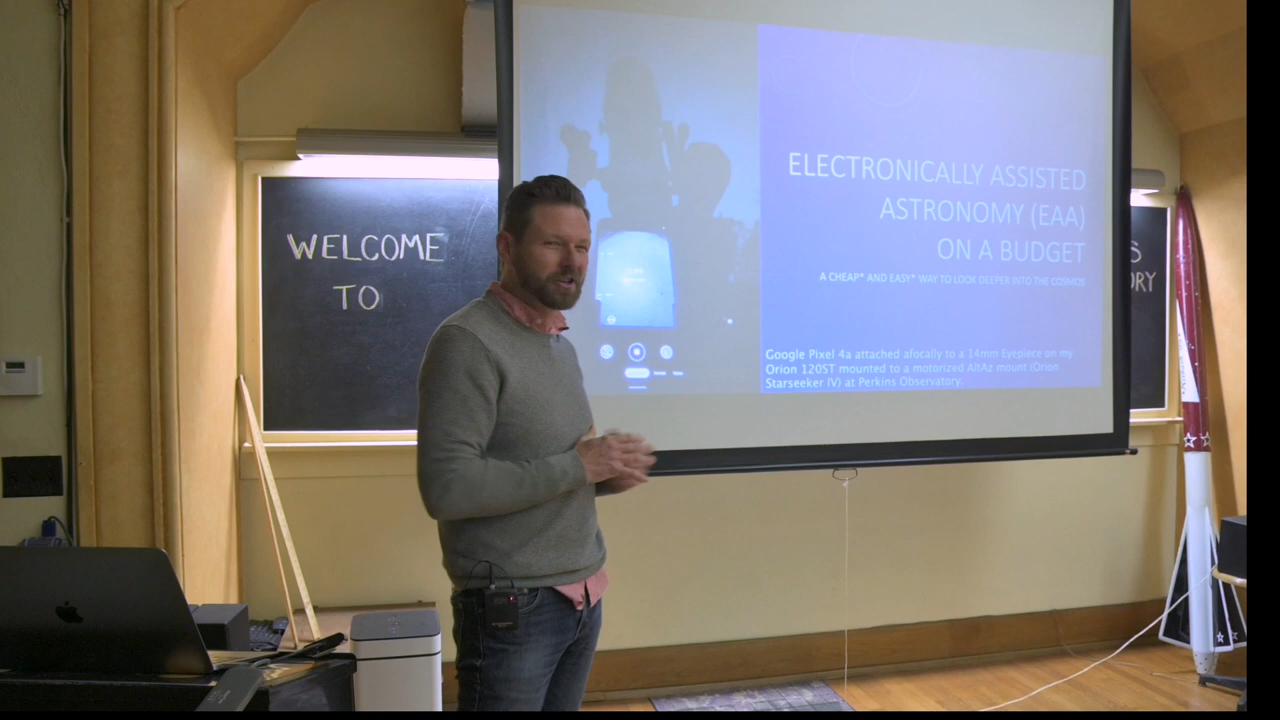 WELCOME
TO
ELECTRONICALLY ASSISTED
ASTRONOMY (EAA)
ON A BUDGET
A CHEAP* AND EASY* WAY TO LOOK DEEPER INTO THE COSMOS
Google Pixel 4a attached afocally to a 14mm Eyepiece on my
Orion 120ST mounted to a motorized AltAz mount (Orion
Starseeker IV) at Perkins Observatory.
S
ORY